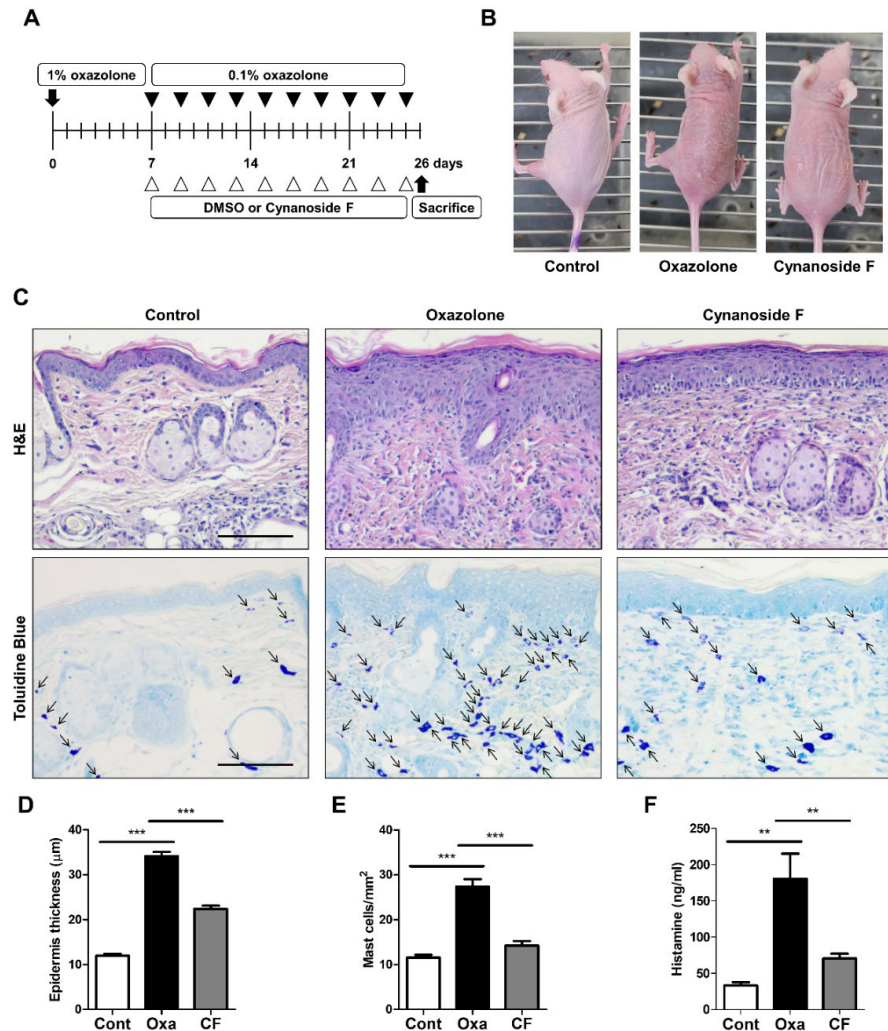 A
1% oxazolone
0.1% oxazolone
0
7
14
21
26 days
DMSO or Cynanoside F
Sacrifice
B
Control
Oxazolone
Cynanoside F
C
Control
Oxazolone
Cynanoside F
H&E
Toluidine Blue
D
Epidermis thickness (μm)
40
30
20
10
0
***
***
Cont
Oxa
CF
E
Mast cells/mm²
40
30
20
10
0
***
***
Cont
Oxa
CF
F
Histamine (ng/ml)
250
200
150
100
50
0
**
**
Cont
Oxa
CF